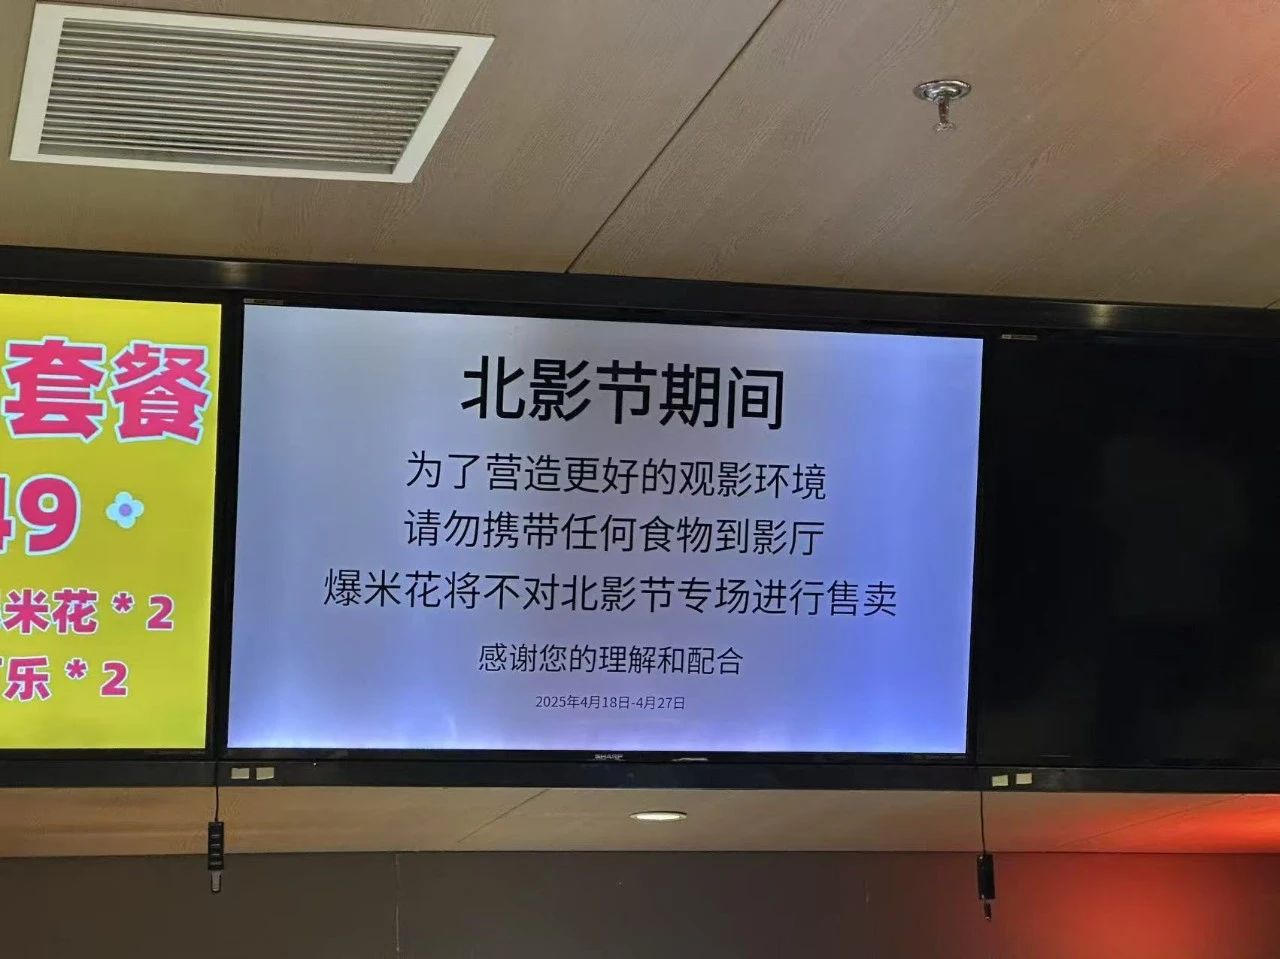 套餐
49
米花 * 2
乐 * 2
北影节期间
为了营造更好的观影环境
请勿携带任何食物到影厅
爆米花将不对北影节专场进行售卖
感谢您的理解和配合
2025年4月18日-4月27日
SHARP